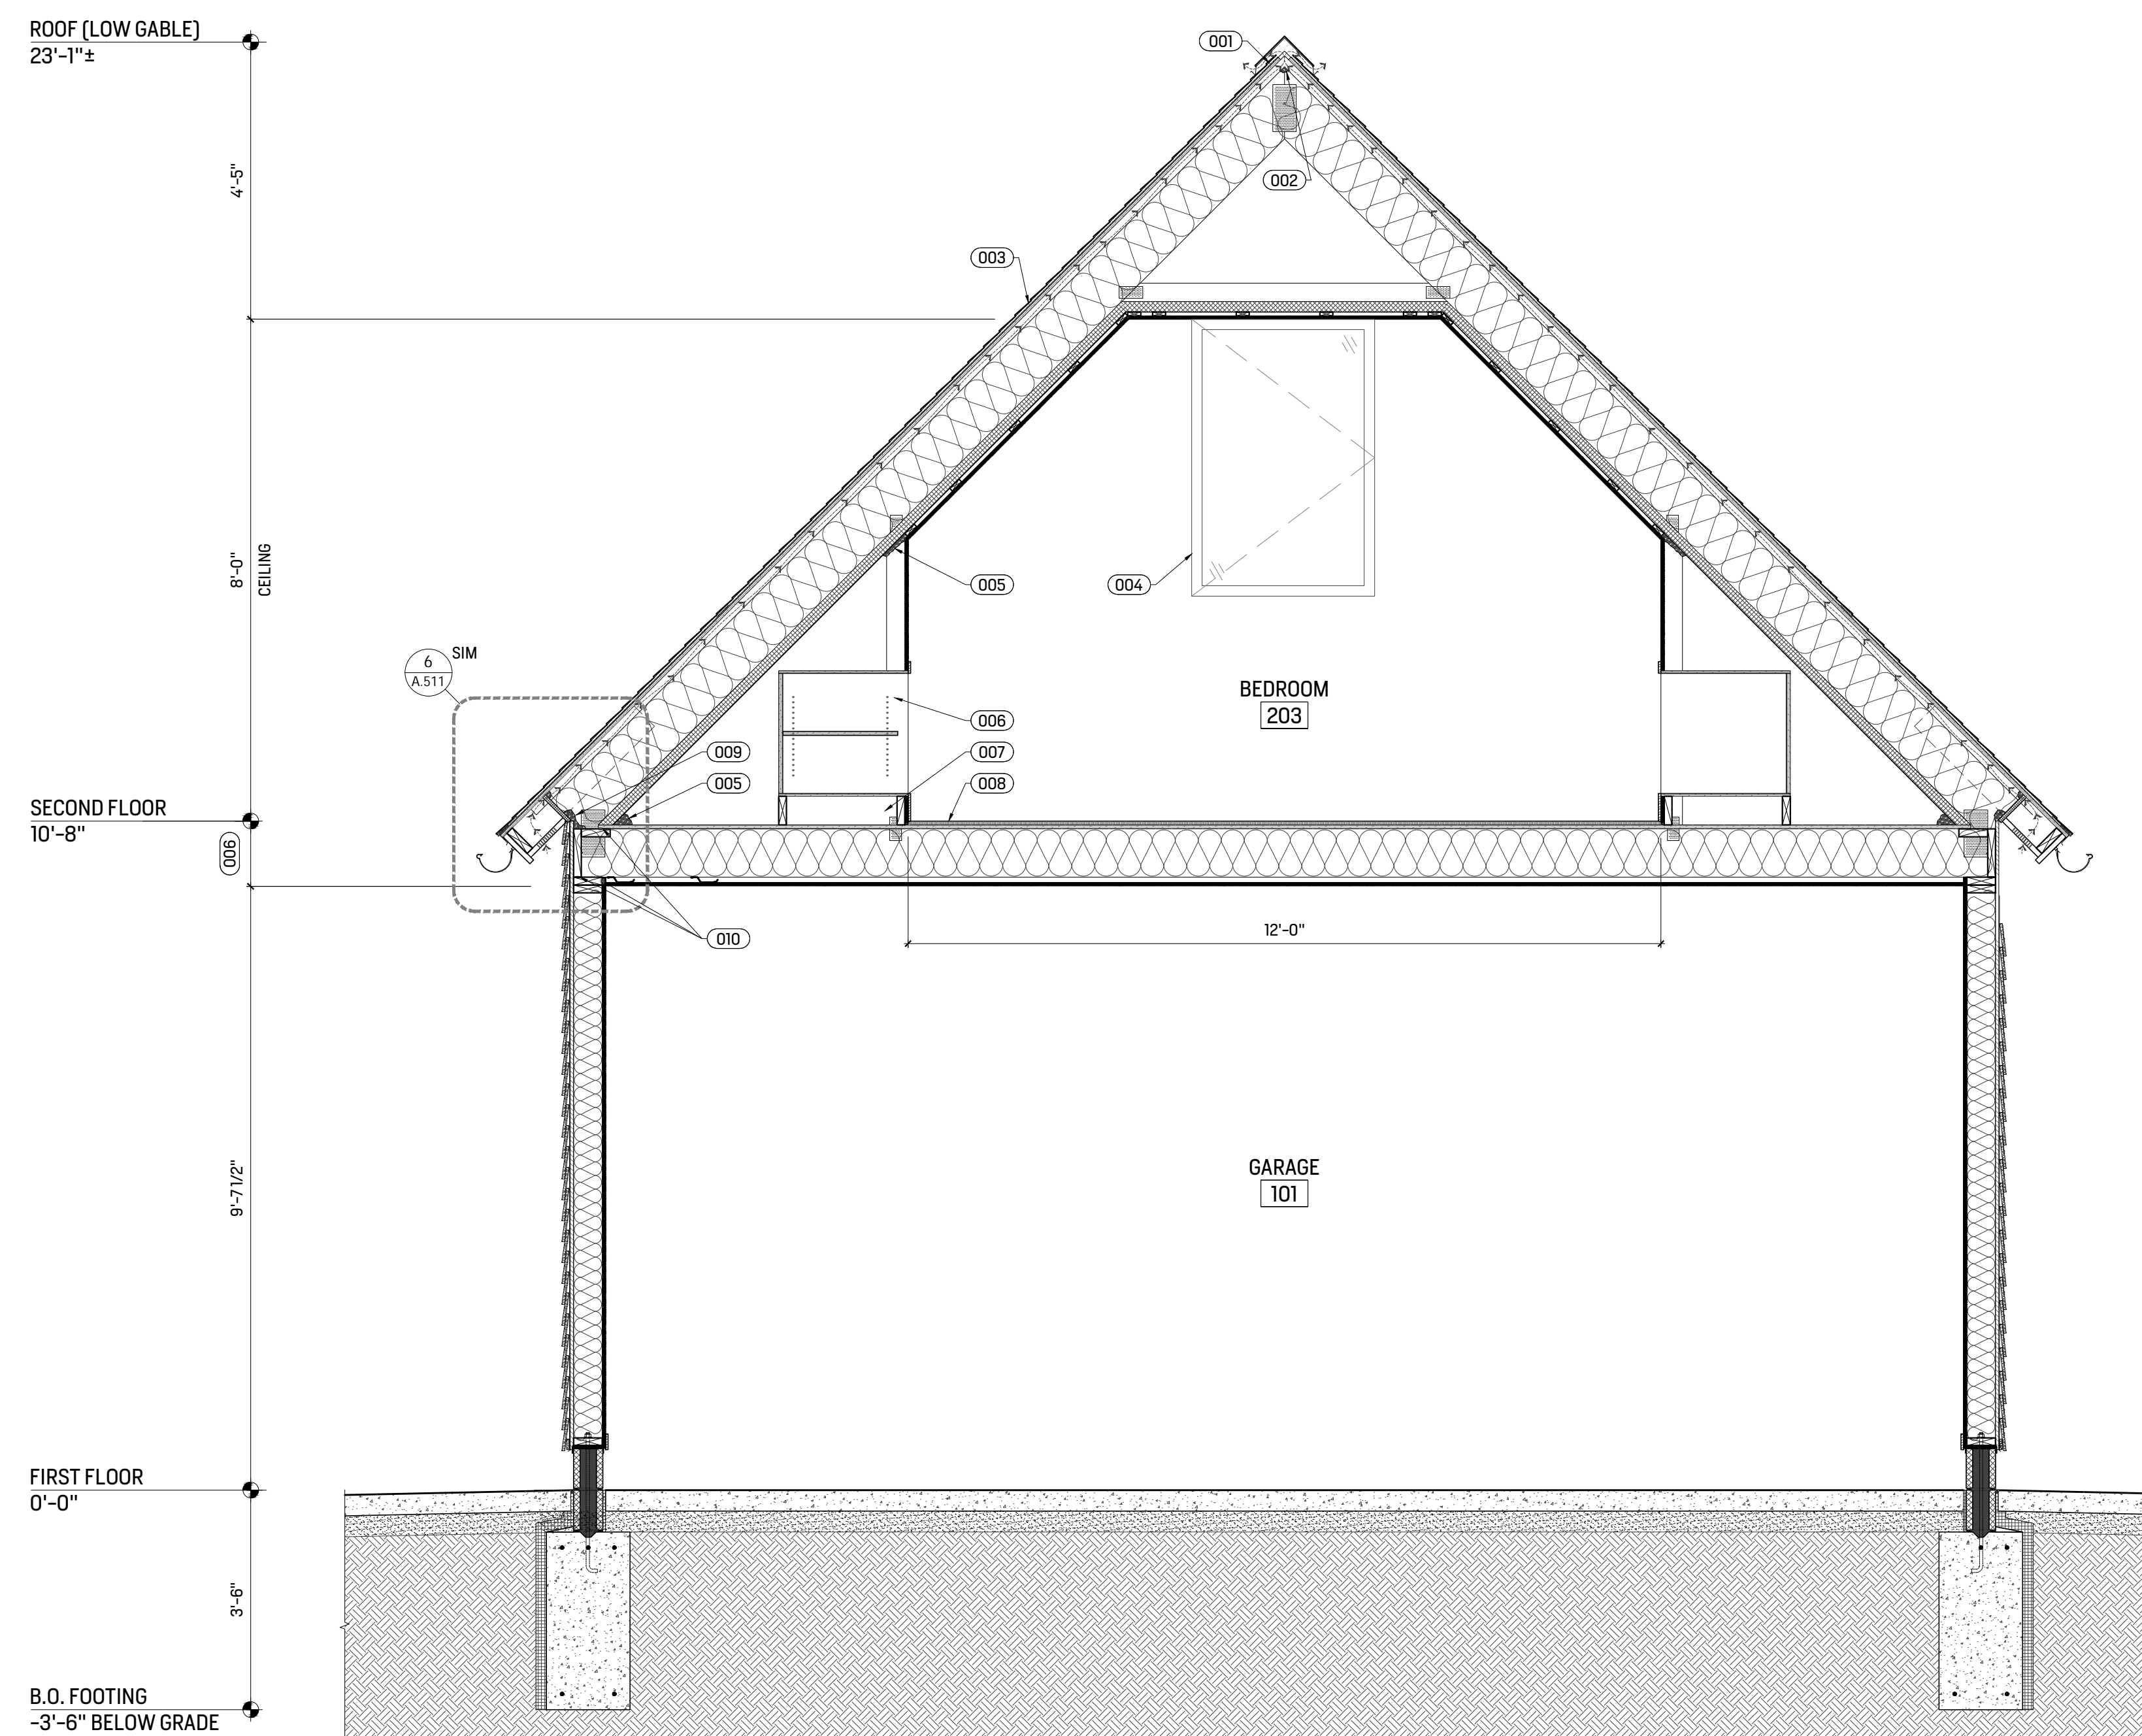 ROOF (LOW GABLE)
23'-1"±
001
4'-5"
002
003
8'-0"
CEILING
005
004
6
A.511
SIM
BEDROOM
203
006
009
007
005
008
SECOND FLOOR
10'-8"
006
12'-0"
010
9'-7 1/2"
GARAGE
101
FIRST FLOOR
0'-0"
3'-6"
B.O. FOOTING
-3'-6" BELOW GRADE